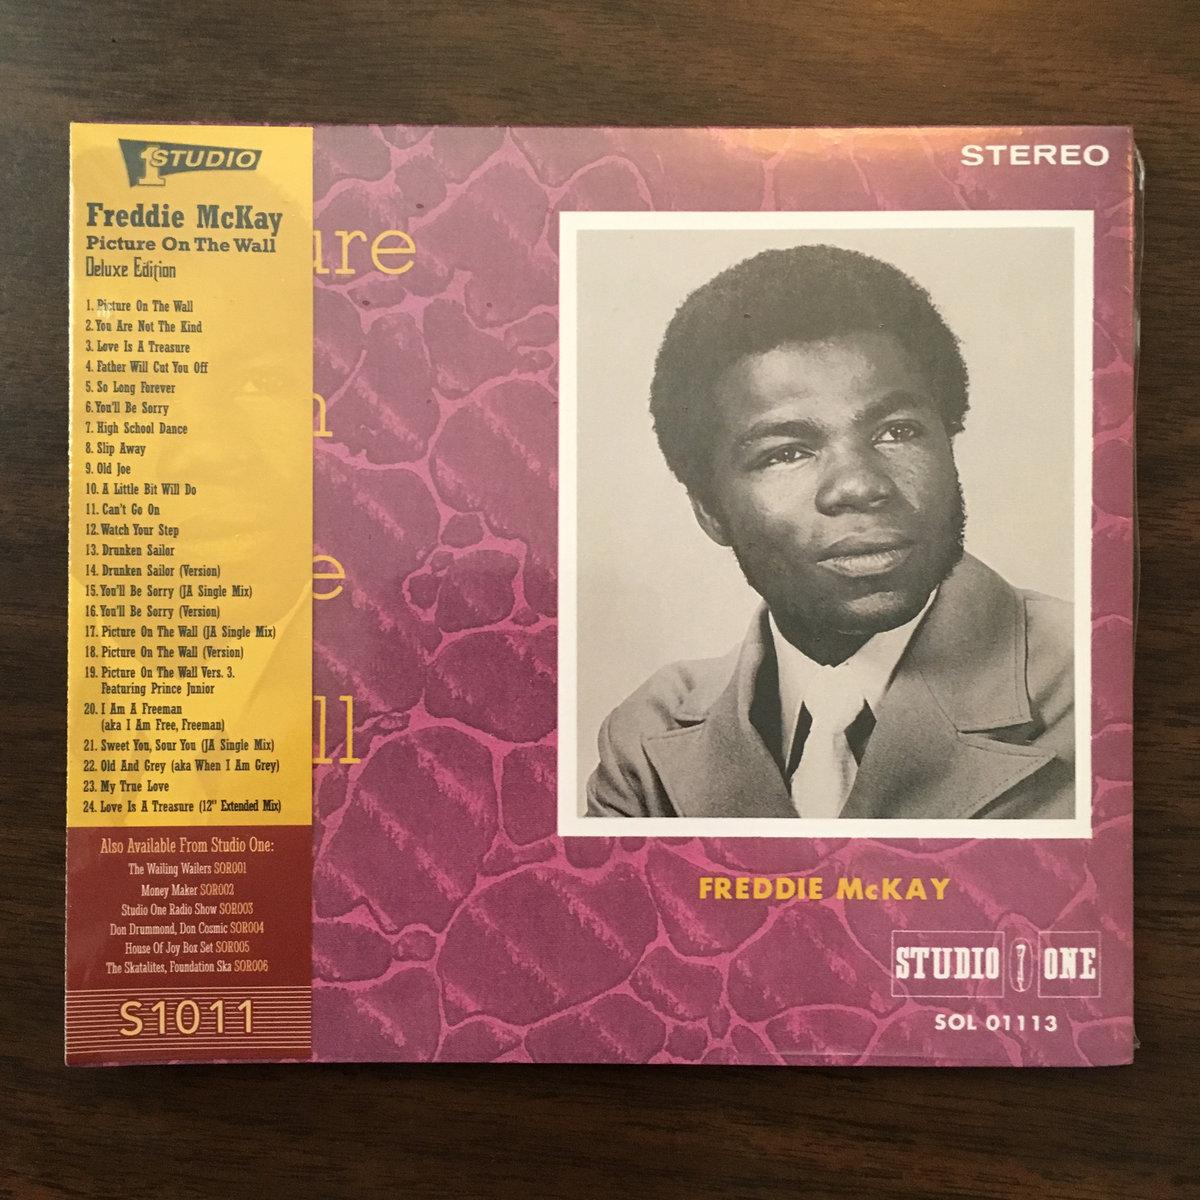 1 STUDIO
Freddie McKay
Picture On The Wall
Deluxe Edition
1. Picture On The Wall
2. You Are Not The Kind
3. Love Is A Treasure
4. Father Will Cut You Off
5. So Long Forever
6. You'll Be Sorry
7. High School Dance
8. Slip Away
9. Old Joe
10. A Little Bit Will Do
11. Can't Go On
12. Watch Your Step
13. Drunken Sailor
14. Drunken Sailor (Version)
15. You'll Be Sorry (JA Single Mix)
16. You'll Be Sorry (Version)
17. Picture On The Wall (JA Single Mix)
18. Picture On The Wall (Version)
19. Picture On The Wall Vers. 3.
Featuring Prince Junior
20. I Am A Freeman
(aka I Am Free, Freeman)
21. Sweet You, Sour You (JA Single Mix)
22. Old And Grey (aka When I Am Grey)
23. My True Love
24. Love Is A Treasure (12" Extended Mix)
Also Available From Studio One:
The Wailing Wailers SOR001
Money Maker SOR002
Studio One Radio Show SOR003
Don Drummond, Don Cosmic SOR004
House Of Joy Box Set SOR005
The Skatalites, Foundation Ska SOR006
S1011
ure
n
e
ll
STEREO
FREDDIE McKAY
STUDIO 1 ONE
SOL 01113